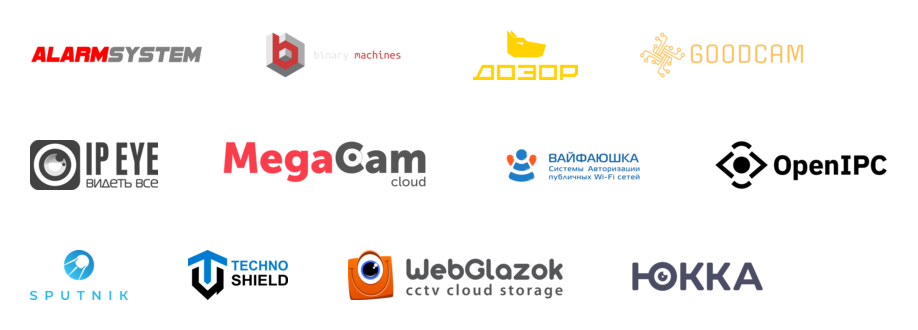 ALARMSYSTEM
binary machines
ДОЗОР
GOODCAM
IP EYE
видеть все
MegaCam
cloud
ВАЙФАЮШКА
Системы Авторизации
публичных Wi-Fi сетей
OpenIPC
SPUTNIK
TECHNO
SHIELD
WebGlazok
cctv cloud storage
ЮККА